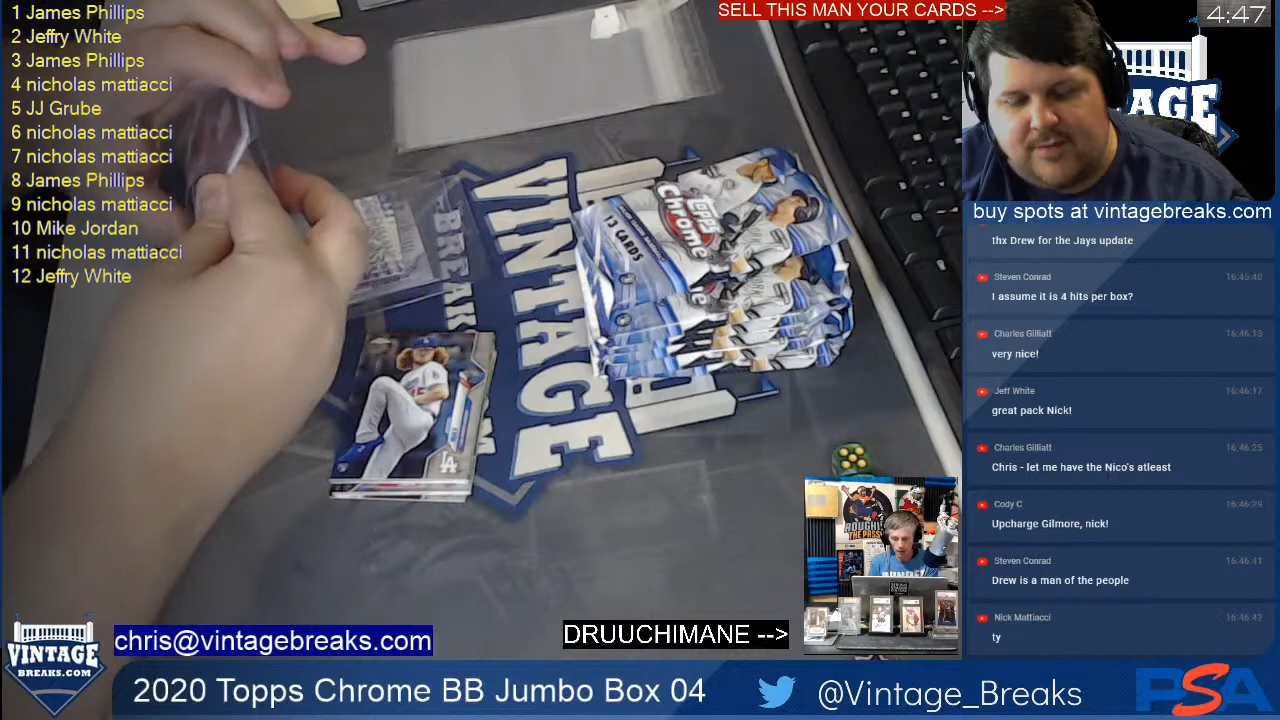 1 James Phillips
2 Jeffry White
3 James Phillips
4 nicholas mattiacci
5 JJ Grube
6 nicholas mattiacci
7 nicholas mattiacci
8 James Phillips
9 nicholas mattiacci
10 Mike Jordan
11 nicholas mattiacci
12 Jeffry White
SELL THIS MAN YOUR CARDS -->
4:47
AGE
buy spots at vintagebreaks.com
thx Drew for the Jays update
Steven Conrad 16:45:40
I assume it is 4 hits per box?
Charles Gilliatt 16:46:13
very nice!
Jeff White 16:46:17
great pack Nick!
Charles Gilliatt 16:46:25
Chris - let me have the Nico's atleast
Cody C 16:46:29
Upcharge Gilmore, nick!
Steven Conrad 16:46:41
Drew is a man of the people
Nick Mattiacci 16:46:42
ty
VINTAGE
BREAKS
Topps
Chrome
13 CARDS
LA
THE PASS
chris@vintagebreaks.com
DRUUCHIMANE -->
VINTAGE
BREAKS.COM
2020 Topps Chrome BB Jumbo Box 04
@Vintage_Breaks
PSA